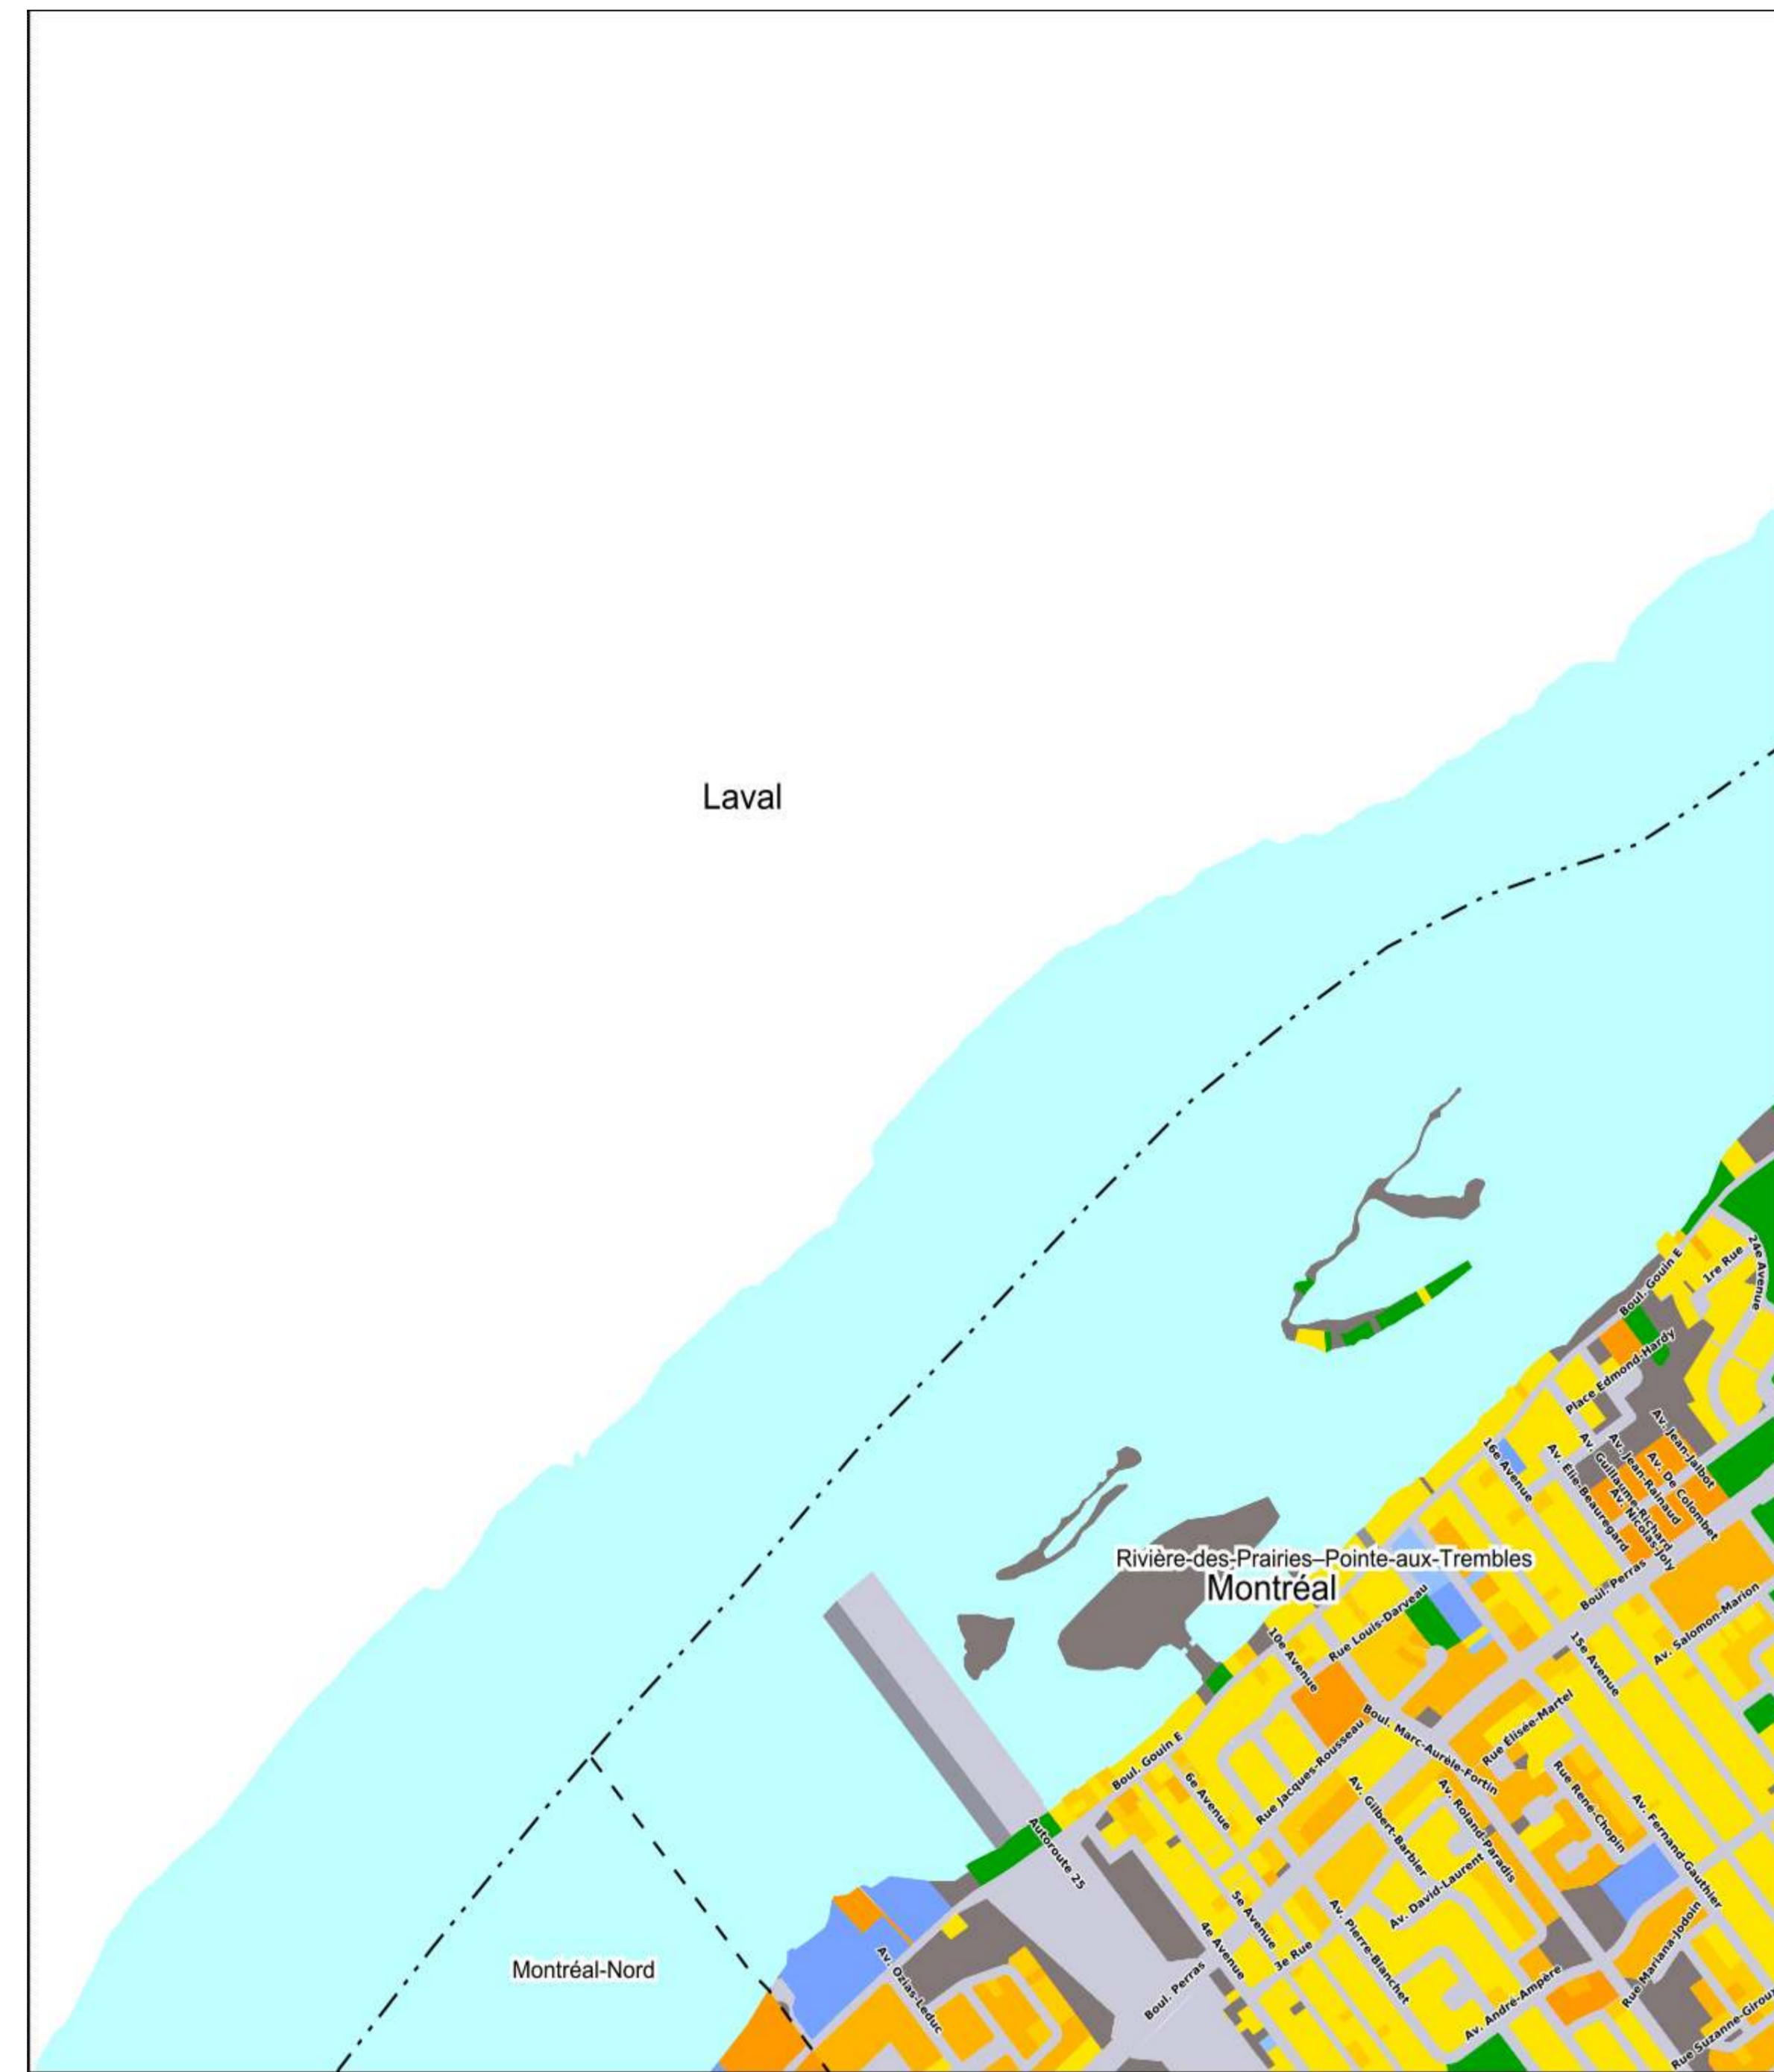 Laval
24e Avenue
1re Rue
Boul. Gouin E
Place Edmond-Hardy
Av. Jean-Jalbot
Av. De Colombet
Av. Jean-Rainaud
Av. Guillaume-Richard
Av. Nicolas-Joly
Av. Élie-Beauregard
16e Avenue
Rivière-des-Prairies–Pointe-aux-Trembles
Montréal
Boul. Perras
Av. Salomon-Marion
Rue Louis-Darveau
10e Avenue
15e Avenue
Rue Élisée-Martel
Boul. Marc-Aurèle-Fortin
Boul. Gouin E
Rue Jacques-Rousseau
6e Avenue
Av. Gilbert-Barbier
Av. Roland-Paradis
Rue René-Chopin
Av. Fernand-Gauthier
Autoroute 25
Av. David-Laurent
5e Avenue
4e Avenue
3e Rue
Av. Pierre-Blanchet
Rue Mariana-Jodoin
Montréal-Nord
Av. Ozias-Leduc
Boul. Perras
Av. André-Ampère
Rue Suzanne-Giroux